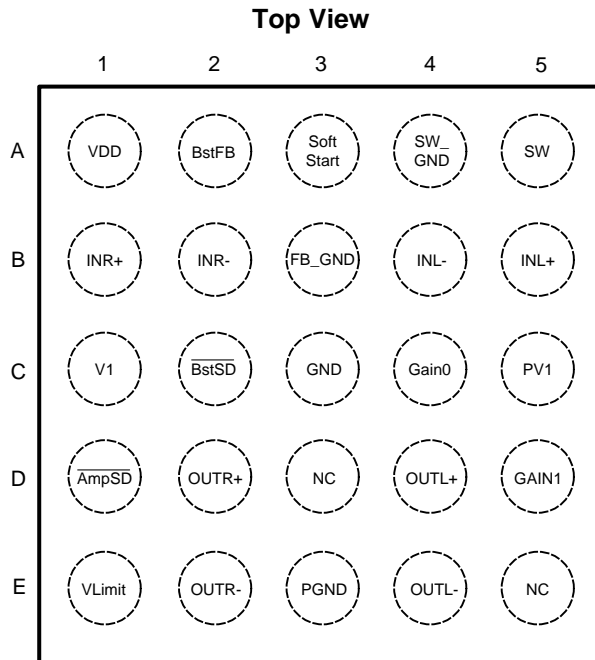 Top View
1 2 3 4 5
A VDD BstFB Soft Start SW_ GND SW
B INR+ INR- FB_GND INL- INL+
C V1 BstSD GND Gain0 PV1
D AmpSD OUTR+ NC OUTL+ GAIN1
E VLimit OUTR- PGND OUTL- NC